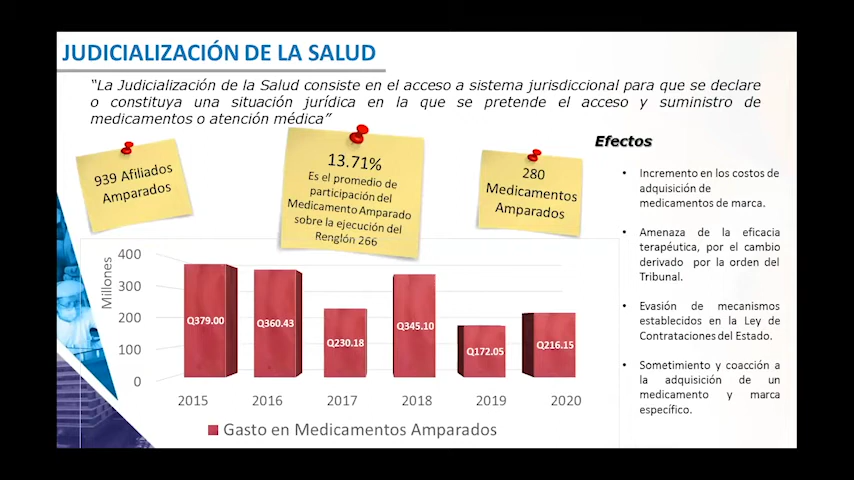 JUDICIALIZACIÓN DE LA SALUD
“La Judicialización de la Salud consiste en el acceso a sistema jurisdiccional para que se declare
o constituya una situación jurídica en la que se pretende el acceso y suministro de
medicamentos o atención médica”
939 Afiliados
Amparados
13.71%
Es el promedio de
participación del
Medicamento Amparado
sobre la ejecución del
Renglón 266
280
Medicamentos
Amparados
Efectos
• Incremento en los costos de
adquisición de
medicamentos de marca.
• Amenaza de la eficacia
terapéutica, por el cambio
derivado por la orden del
Tribunal.
• Evasión de mecanismos
establecidos en la Ley de
Contrataciones del Estado.
• Sometimiento y coacción a
la adquisición de un
medicamento y marca
específico.
Millones
400
300
200
100
0
Q379.00
Q360.43
Q230.18
Q345.10
Q172.05
Q216.15
2015 2016 2017 2018 2019 2020
Gasto en Medicamentos Amparados